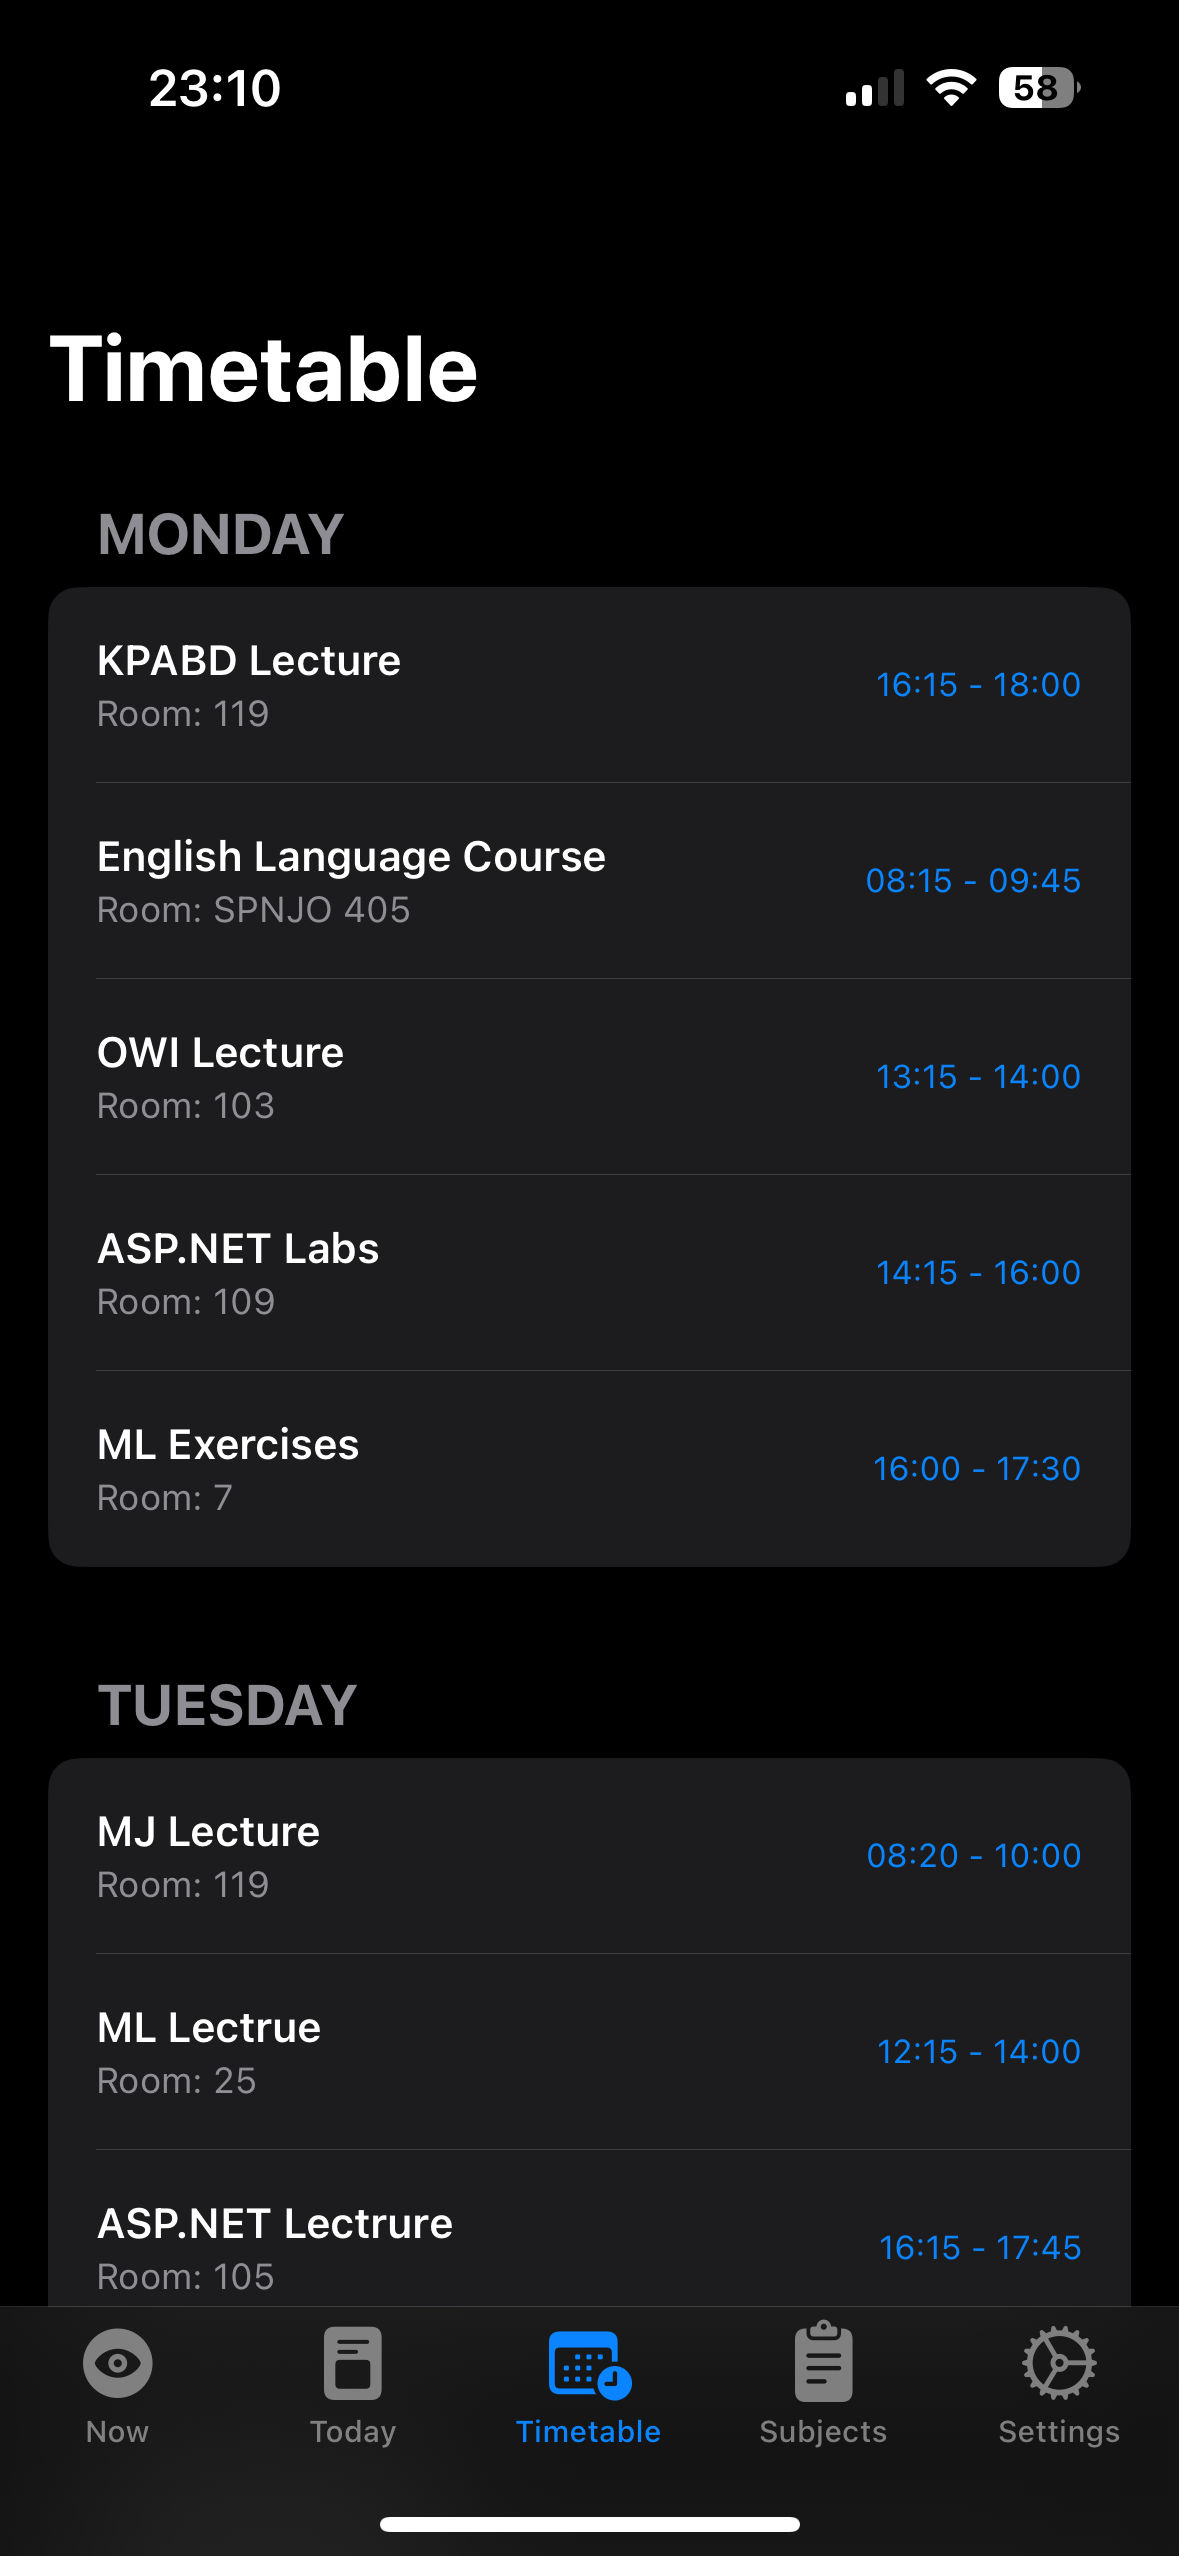 23:10
58
Timetable
MONDAY
KPABD Lecture
Room: 119
16:15 - 18:00
English Language Course
Room: SPNJO 405
08:15 - 09:45
OWI Lecture
Room: 103
13:15 - 14:00
ASP.NET Labs
Room: 109
14:15 - 16:00
ML Exercises
Room: 7
16:00 - 17:30
TUESDAY
MJ Lecture
Room: 119
08:20 - 10:00
ML Lectrue
Room: 25
12:15 - 14:00
ASP.NET Lectrure
Room: 105
16:15 - 17:45
Now
Today
Timetable
Subjects
Settings